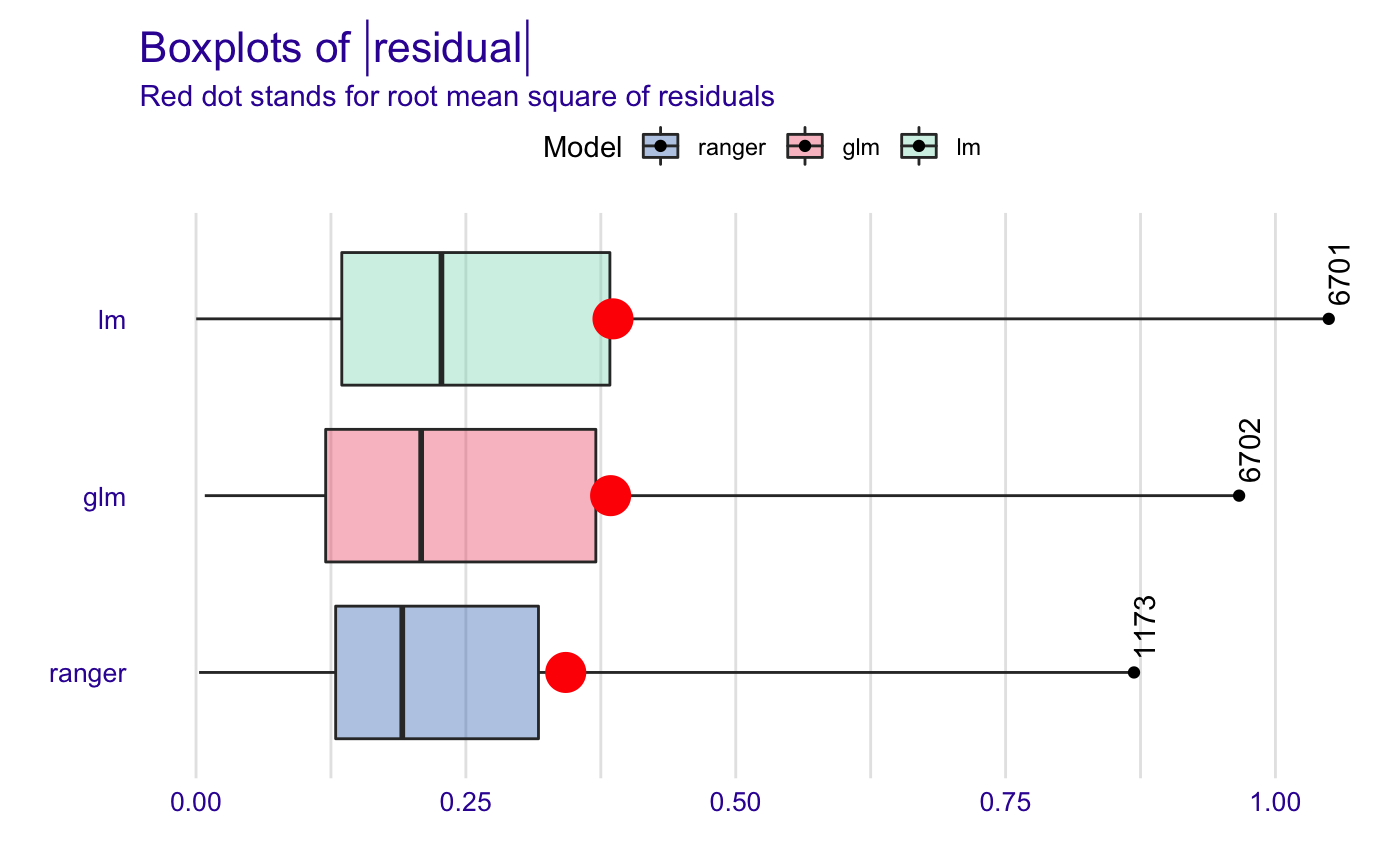 Boxplots of |residual|
Red dot stands for root mean square of residuals
Model ranger glm lm
lm
6701
glm
6702
ranger
1173
0.00 0.25 0.50 0.75 1.00